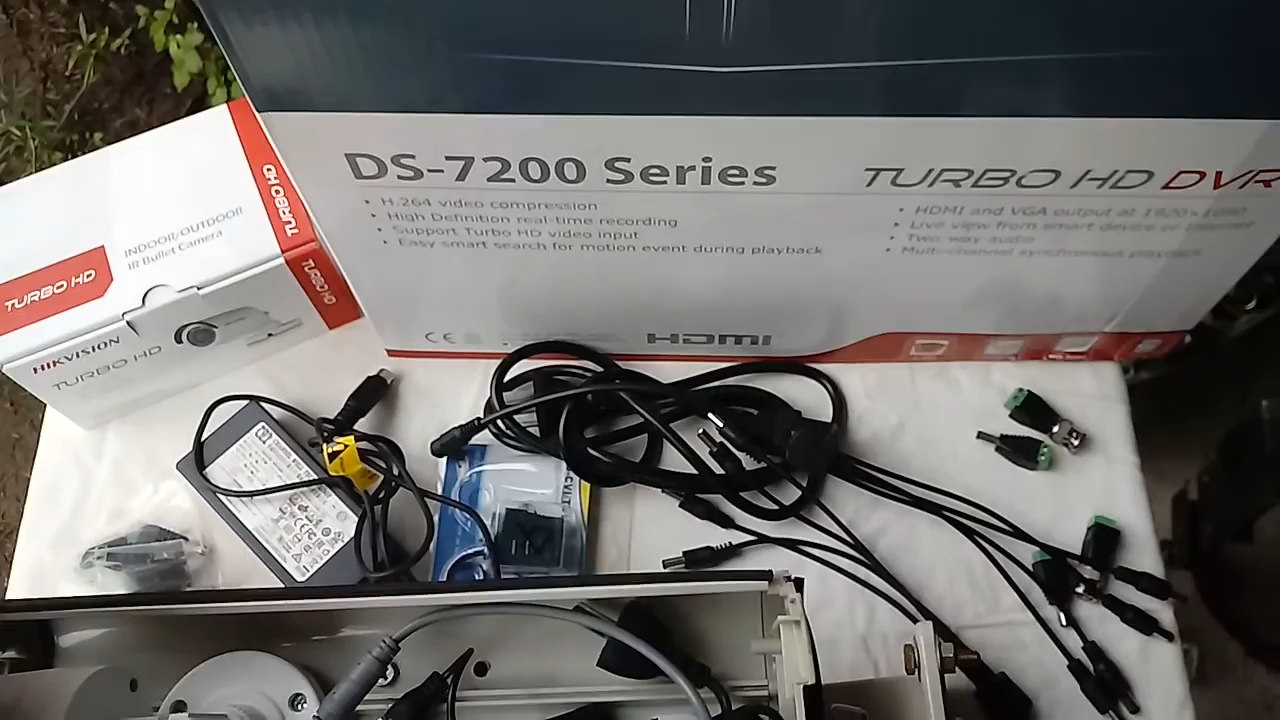 DS-7200 Series
H.264 video compression
High Definition real-time recording
Support Turbo HD video input
Easy smart search for motion event during playback
TURBO HD DVR
HDMI and VGA output at 1920×1080
Live view from smart device or
Two-way audio
Multi-channel synchronous playback
CE
HDMI
TURBO HD
INDOOR/OUTDOOR
IR Bullet Camera
TURBO HD
TURBO HD
HIKVISION
TURBO HD